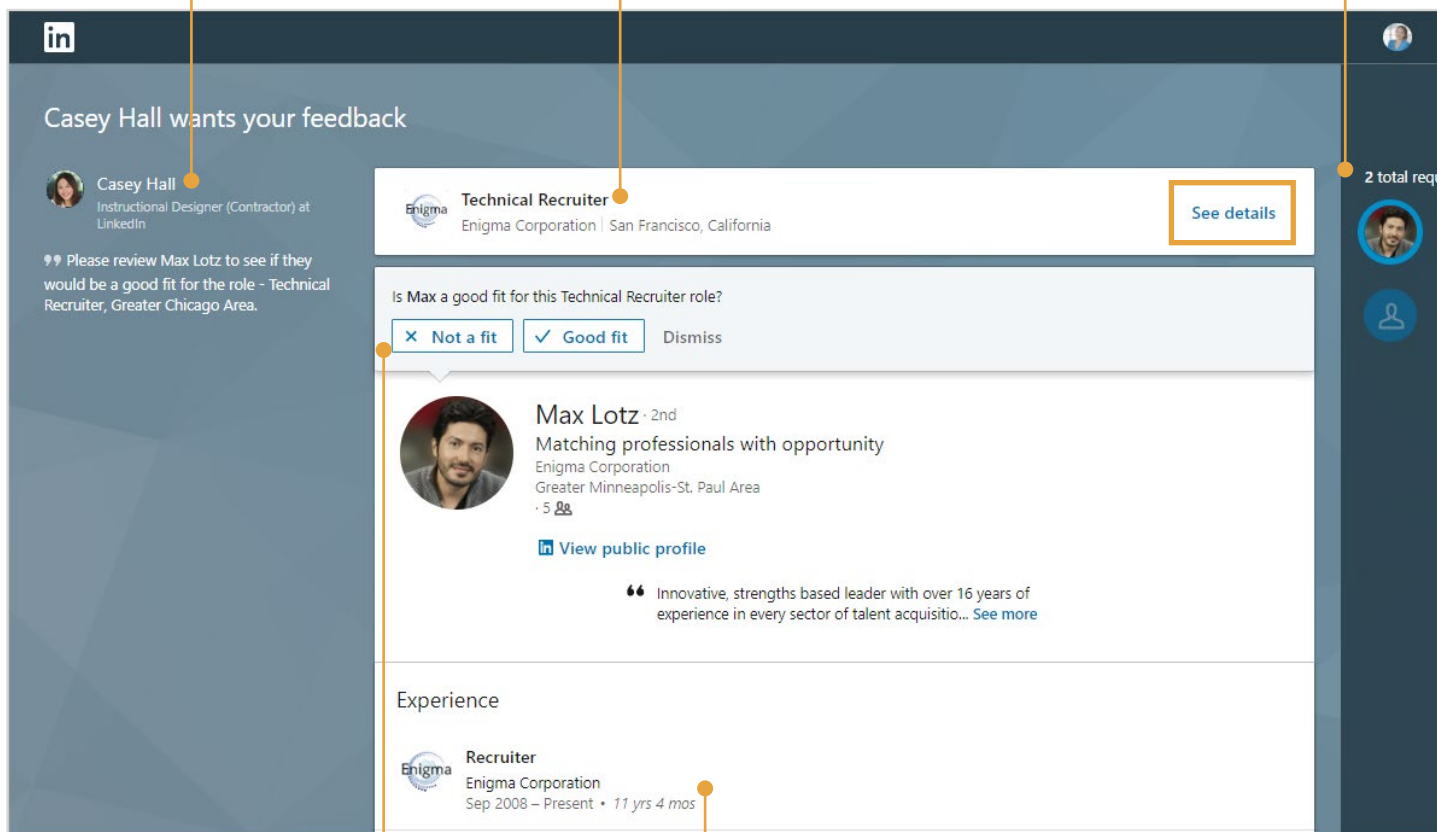 in
Casey Hall wants your feedback
Casey Hall
Instructional Designer (Contractor) at
LinkedIn
❞ Please review Max Lotz to see if they
would be a good fit for the role - Technical
Recruiter, Greater Chicago Area.
Enigma
Technical Recruiter
Enigma Corporation | San Francisco, California
See details
2 total requ
Is Max a good fit for this Technical Recruiter role?
× Not a fit
✓ Good fit
Dismiss
Max Lotz · 2nd
Matching professionals with opportunity
Enigma Corporation
Greater Minneapolis-St. Paul Area
· 5
in View public profile
❝ Innovative, strengths based leader with over 16 years of
experience in every sector of talent acquisitio... See more
Experience
Enigma
Recruiter
Enigma Corporation
Sep 2008 – Present • 11 yrs 4 mos